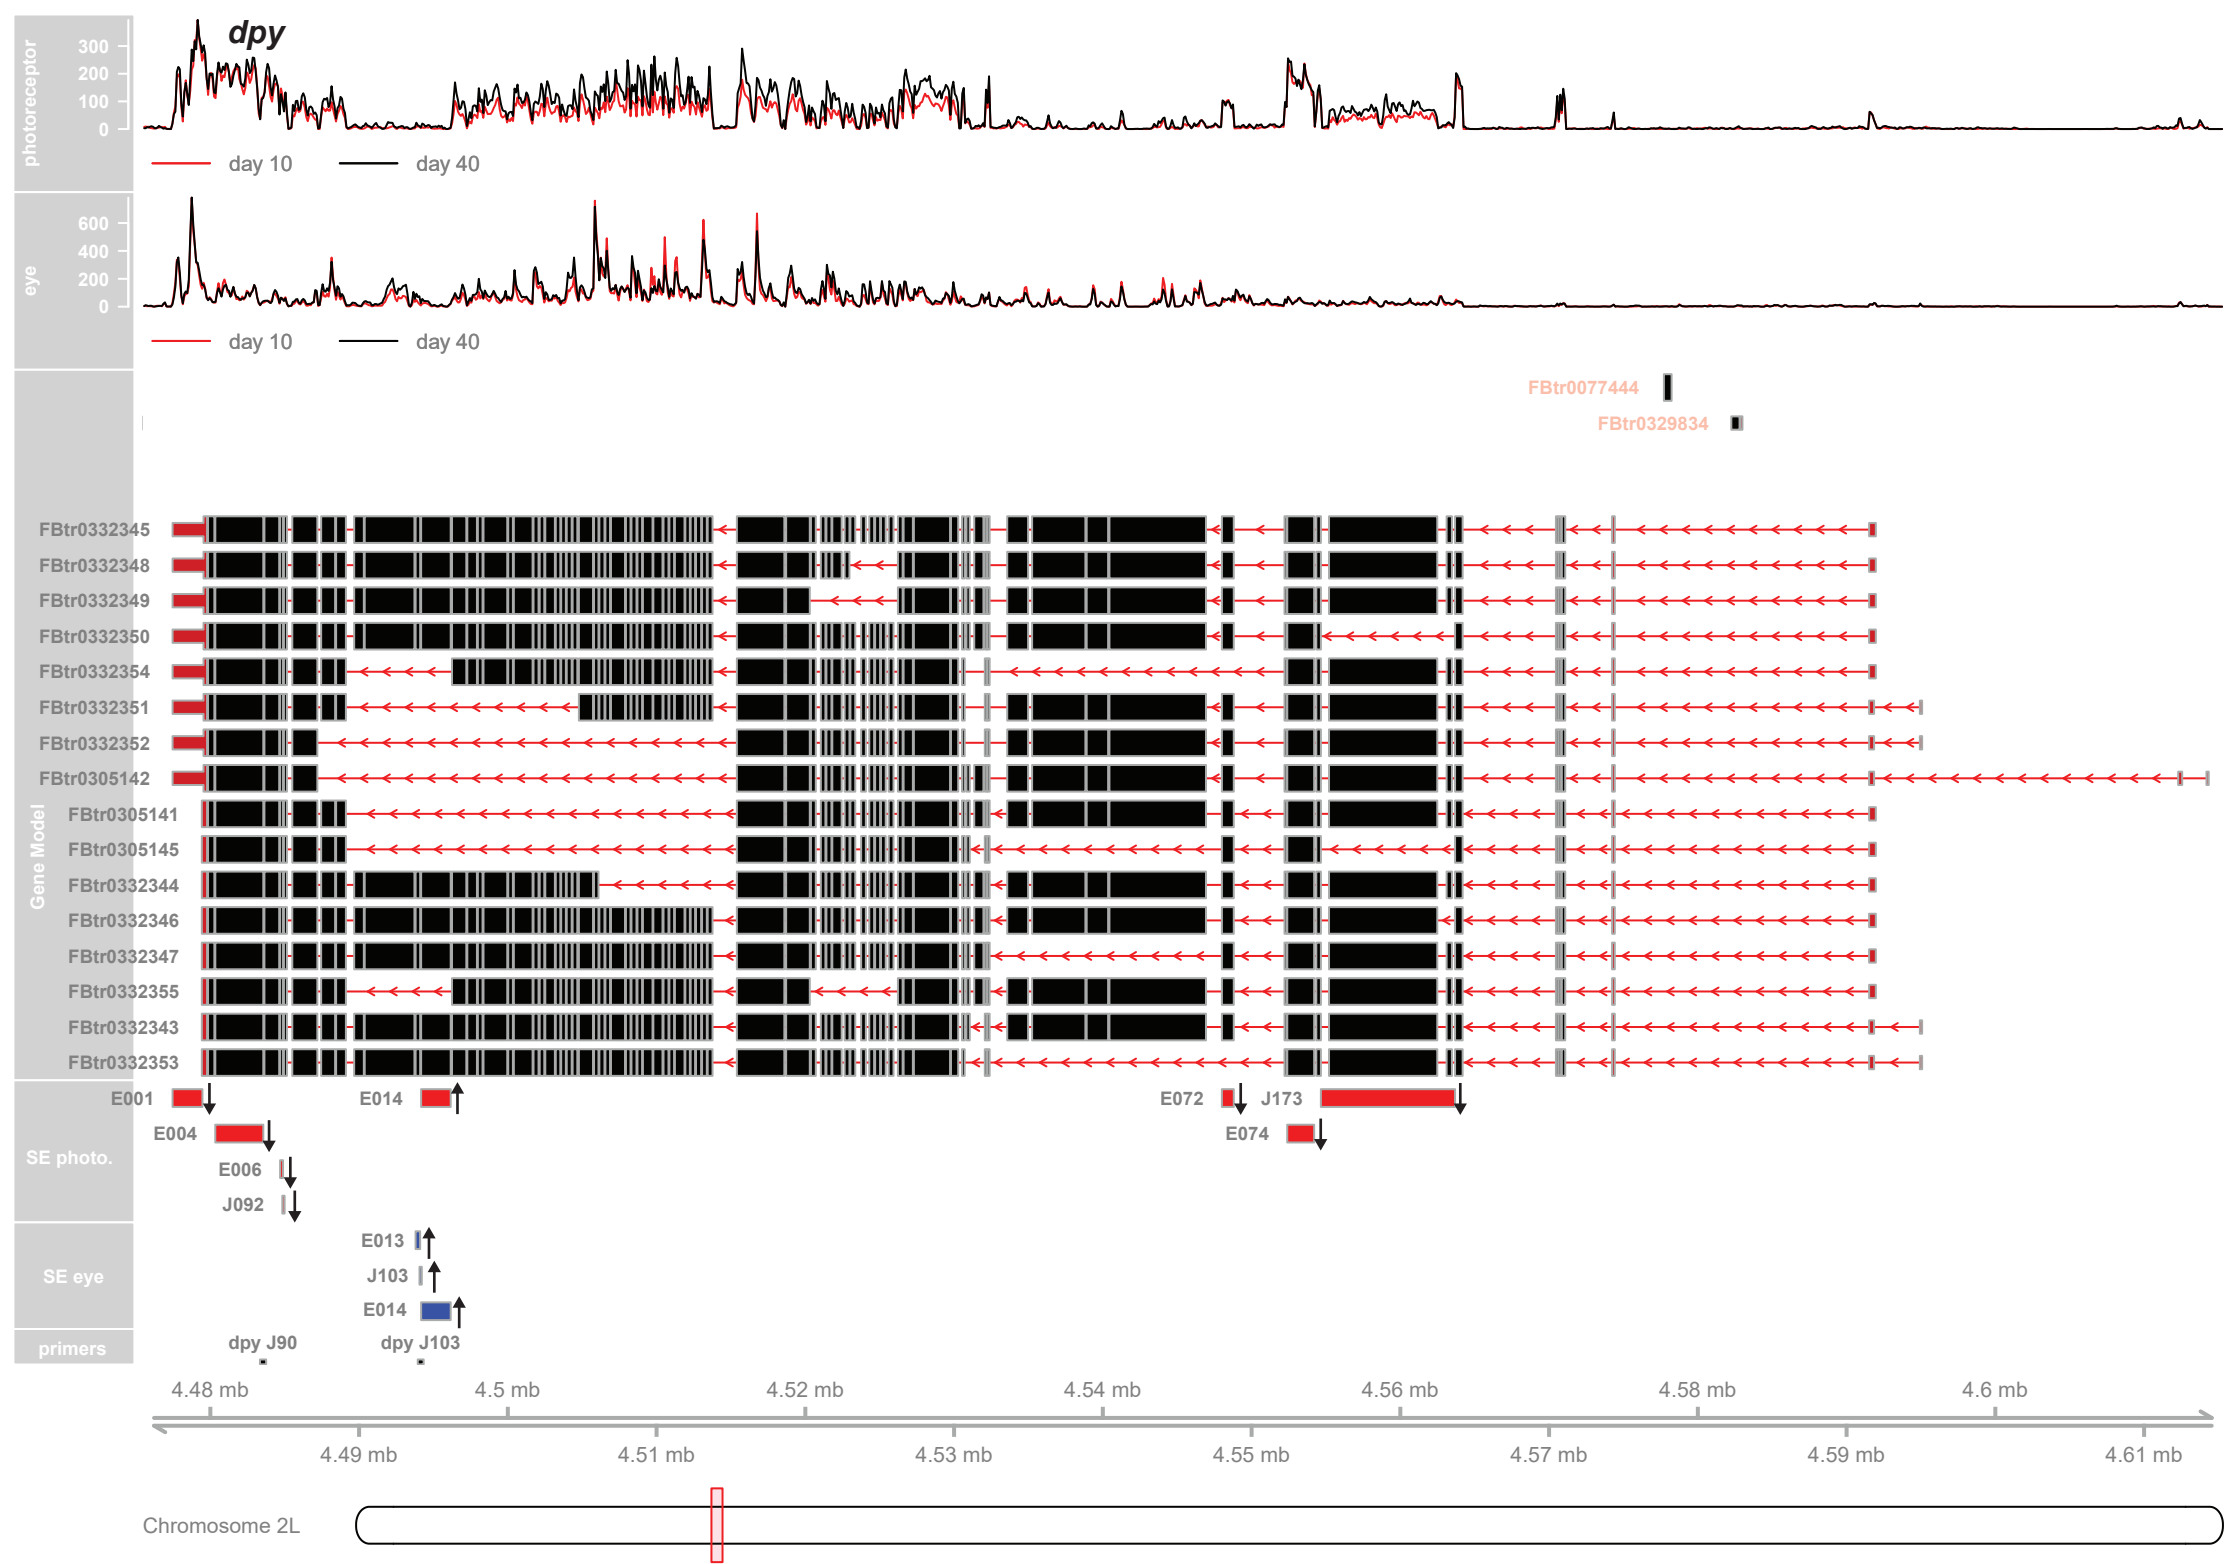 dpy
photoreceptor
300
200
100
0
day 10 day 40
eye
600
400
200
0
day 10 day 40
Gene Model
FBtr0077444
FBtr0329834
FBtr0332345
FBtr0332348
FBtr0332349
FBtr0332350
FBtr0332354
FBtr0332351
FBtr0332352
FBtr0305142
FBtr0305141
FBtr0305145
FBtr0332344
FBtr0332346
FBtr0332347
FBtr0332355
FBtr0332343
FBtr0332353
SE photo.
E001 E014 E072 J173
E004 E074
E006
J092
SE eye
E013
J103
E014
primers
dpy J90 dpy J103
4.48 mb 4.5 mb 4.52 mb 4.54 mb 4.56 mb 4.58 mb 4.6 mb
4.49 mb 4.51 mb 4.53 mb 4.55 mb 4.57 mb 4.59 mb 4.61 mb
Chromosome 2L